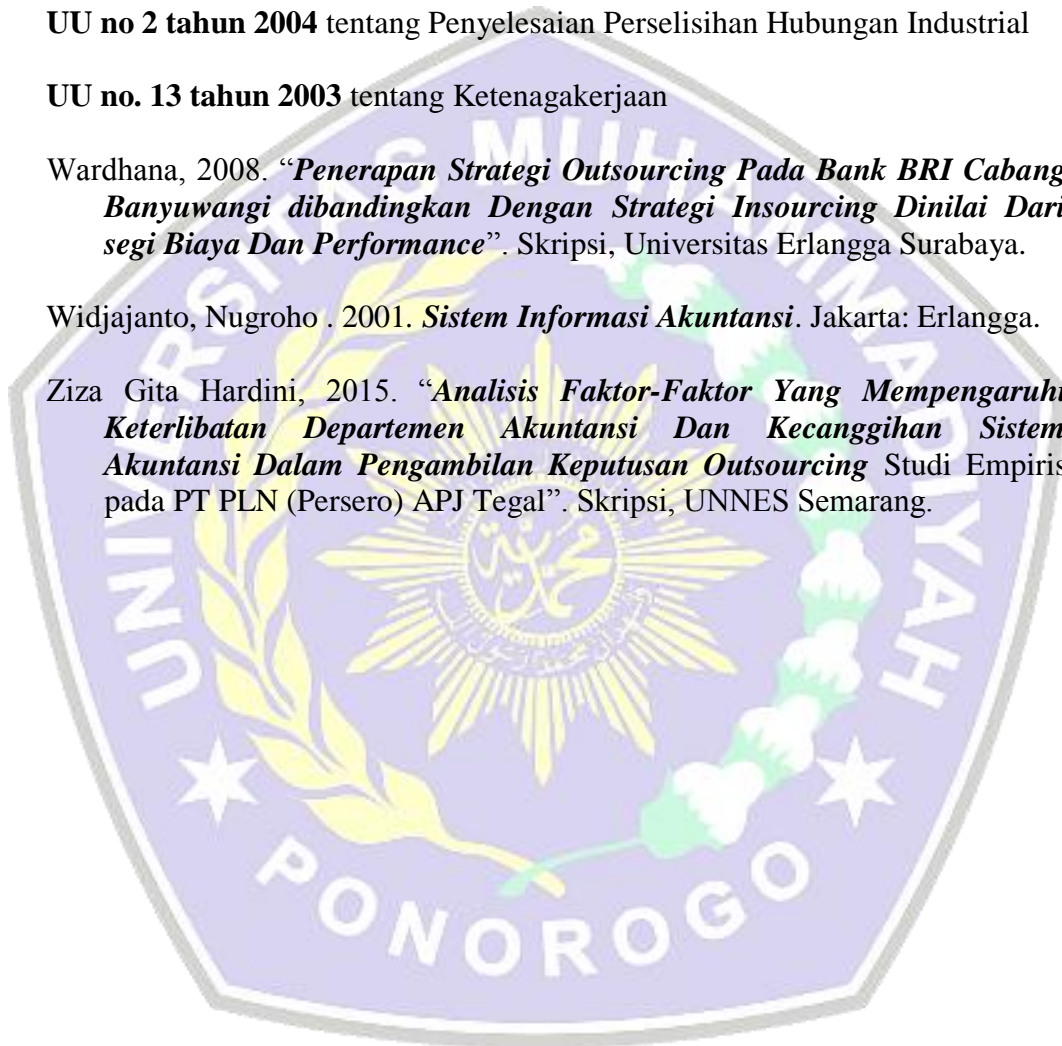 UU no 2 tahun 2004 tentang Penyelesaian Perselisihan Hubungan Industrial
UU no. 13 tahun 2003 tentang Ketenagakerjaan
Wardhana, 2008. “Penerapan Strategi Outsourcing Pada Bank BRI Cabang
Banyuwangi dibandingkan Dengan Strategi Insourcing Dinilai Dari
segi Biaya Dan Performance”. Skripsi, Universitas Erlangga Surabaya.
Widjajanto, Nugroho . 2001. Sistem Informasi Akuntansi. Jakarta: Erlangga.
Ziza Gita Hardini, 2015. “Analisis Faktor-Faktor Yang Mempengaruhi
Keterlibatan Departemen Akuntansi Dan Kecanggihan Sistem
Akuntansi Dalam Pengambilan Keputusan Outsourcing Studi Empiris
pada PT PLN (Persero) APJ Tegal”. Skripsi, UNNES Semarang.
UNIVERSITAS MUHAMMADIYAH
PONOROGO